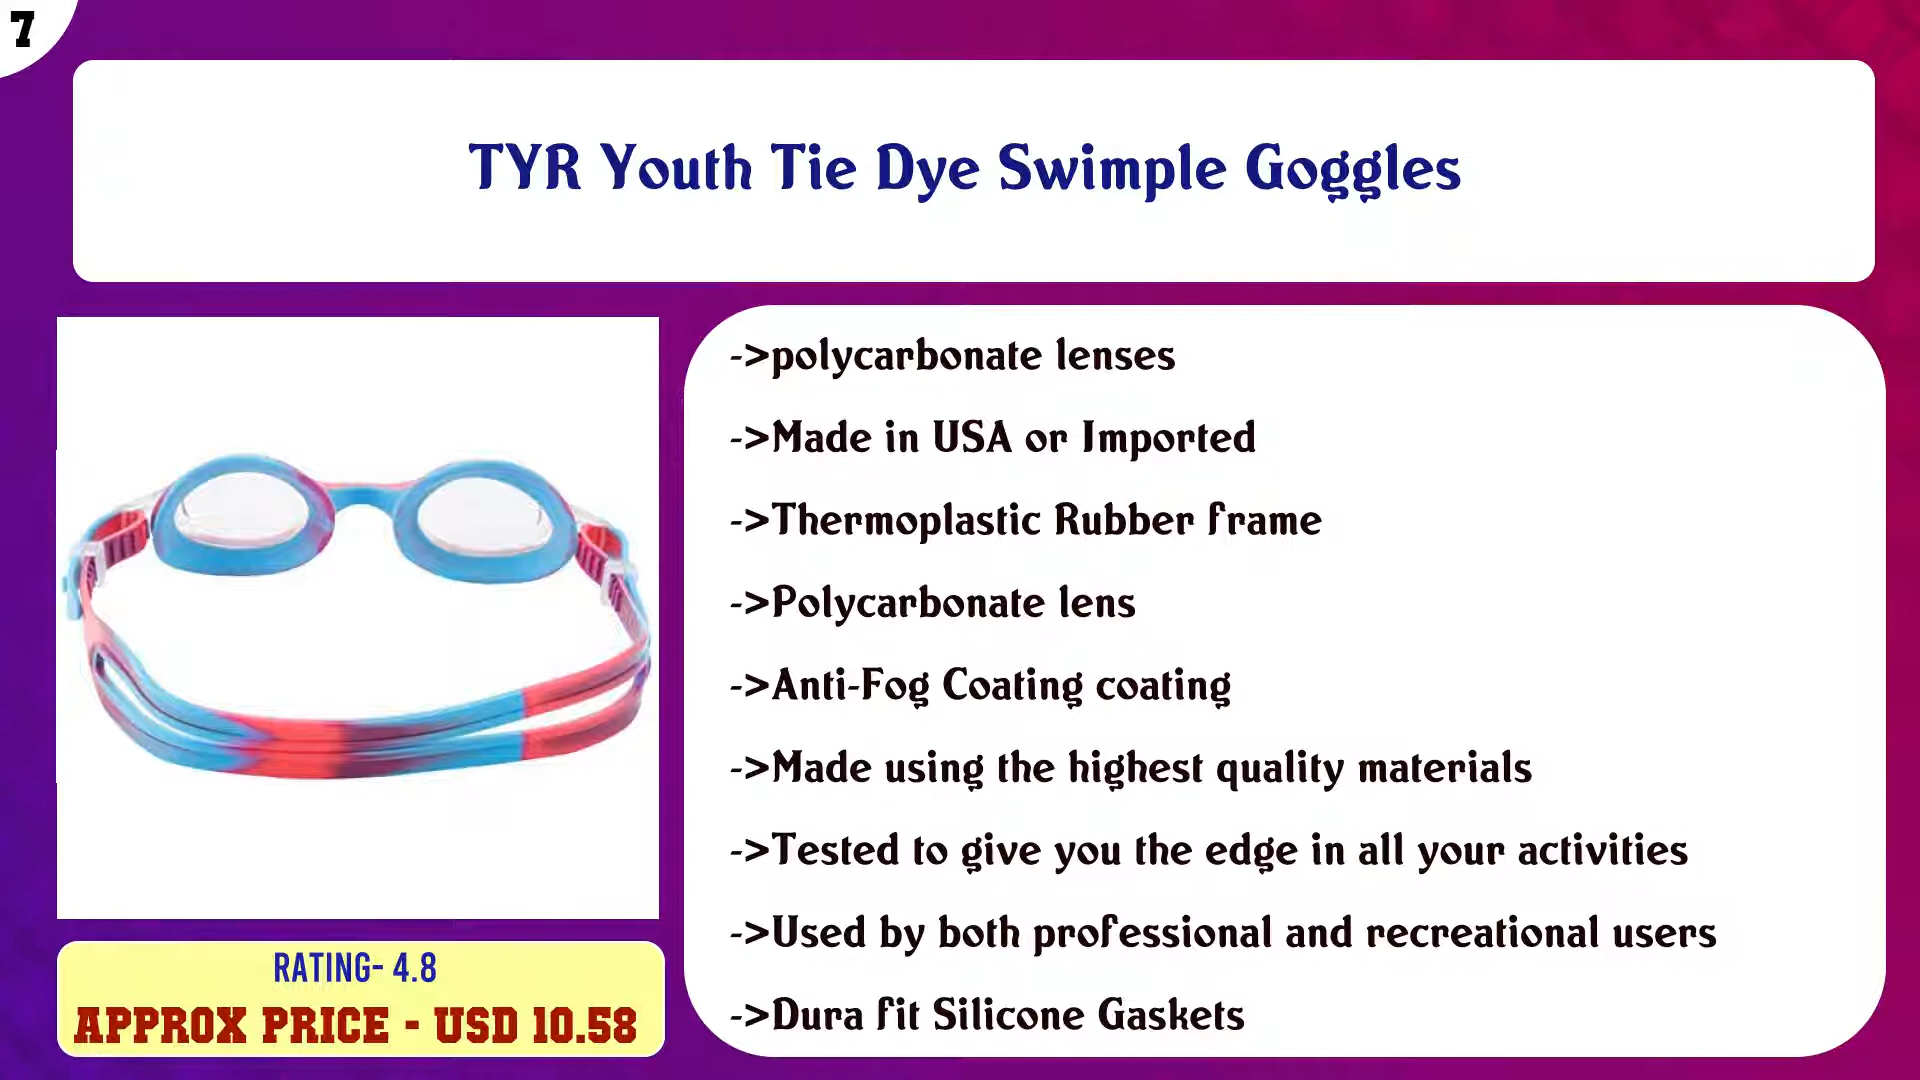 7
TYR Youth Tie Dye Swimple Goggles
->polycarbonate lenses
->Made in USA or Imported
->Thermoplastic Rubber frame
->Polycarbonate lens
->Anti-Fog Coating coating
->Made using the highest quality materials
->Tested to give you the edge in all your activities
->Used by both professional and recreational users
->Dura fit Silicone Gaskets
RATING- 4.8
APPROX PRICE - USD 10.58